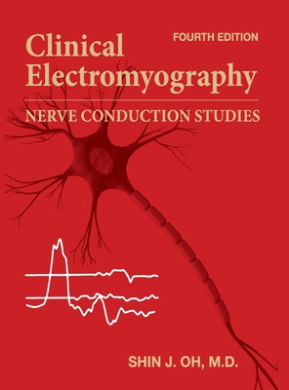 FOURTH EDITION
Clinical
Electromyography
NERVE CONDUCTION STUDIES
SHIN J. OH, M.D.